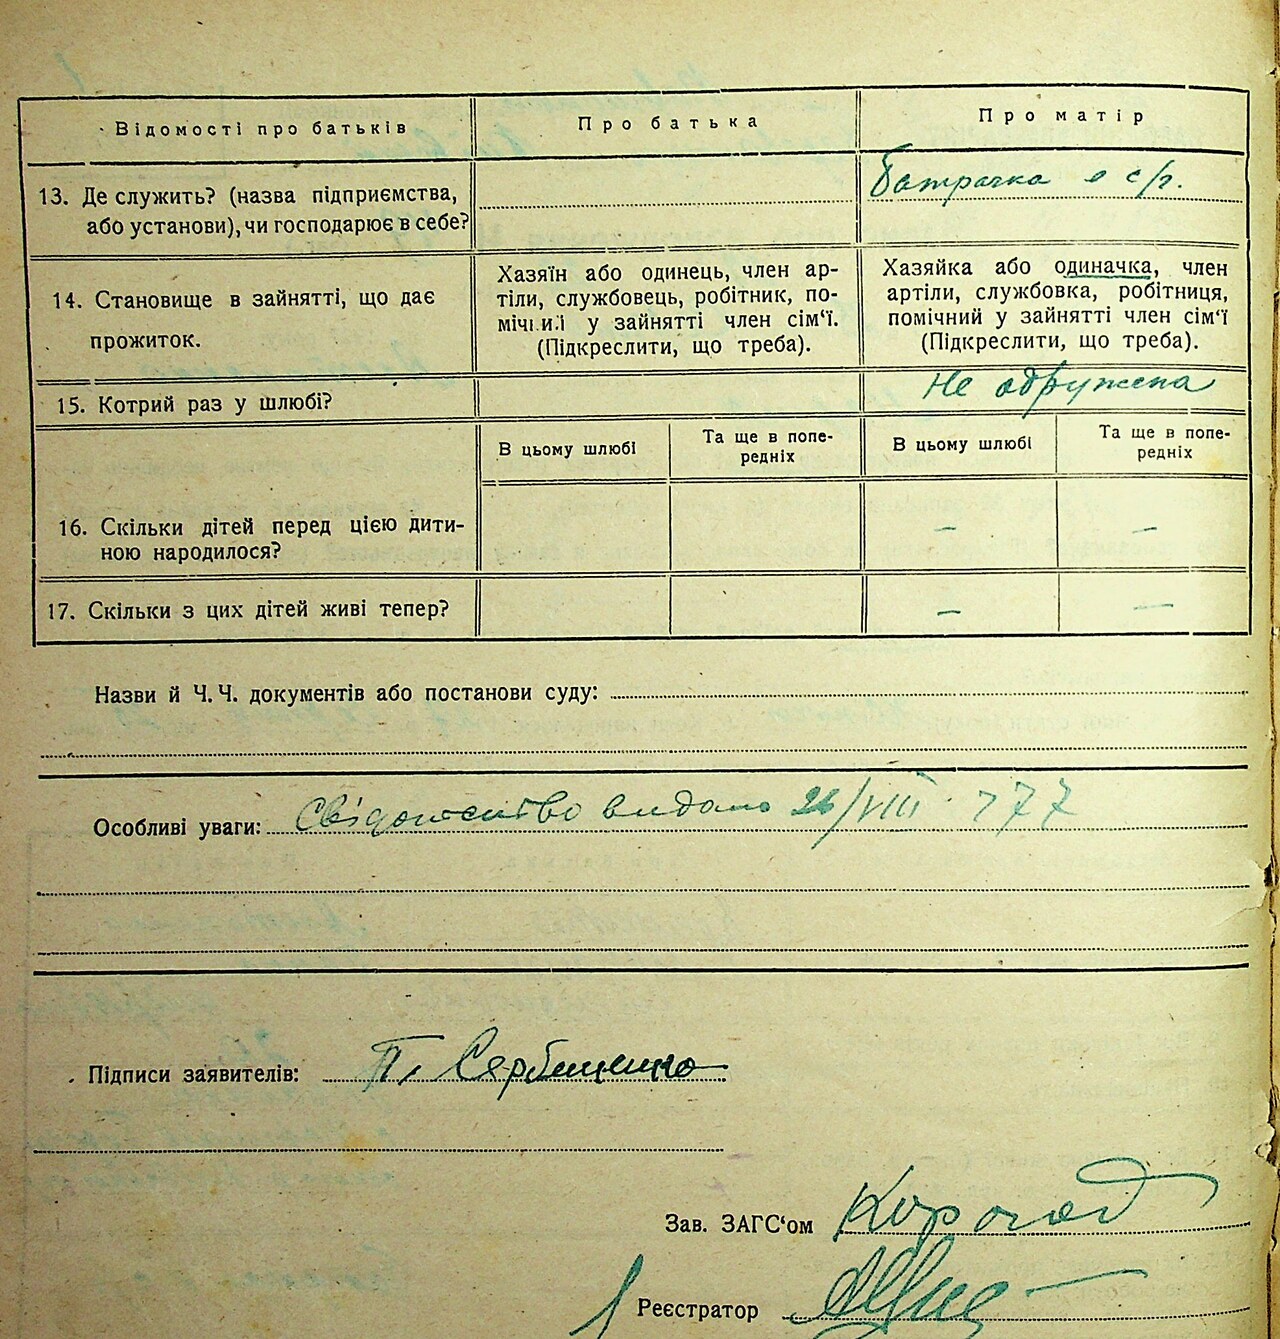 Відомості про батьків
Про батька
Про матір
13. Де служить? (назва підприємства,
або установи), чи господарює в себе?
Батрачка в с/г.
14. Становище в зайнятті, що дає
прожиток.
Хазяїн або одинець, член ар-
тіли, службовець, робітник, по-
мічний у зайнятті член сім‘ї.
(Підкреслити, що треба).
Хазяйка або одиначка, член
артіли, службовка, робітниця,
помічний у зайнятті член сім‘ї
(Підкреслити, що треба).
15. Котрий раз у шлюбі?
Не одружена
В цьому шлюбі
Та ще в попе-
редніх
В цьому шлюбі
Та ще в попе-
редніх
16. Скільки дітей перед цією дити-
ною народилося?
— —
17. Скільки з цих дітей живі тепер?
— —
Назви й Ч. Ч. документів або постанови суду:
Особливі уваги: Свідоцтво видано 26/VIII 777
Підписи заявителів: П. Сербиненко
Зав. ЗАГС‘ом
Реєстратор